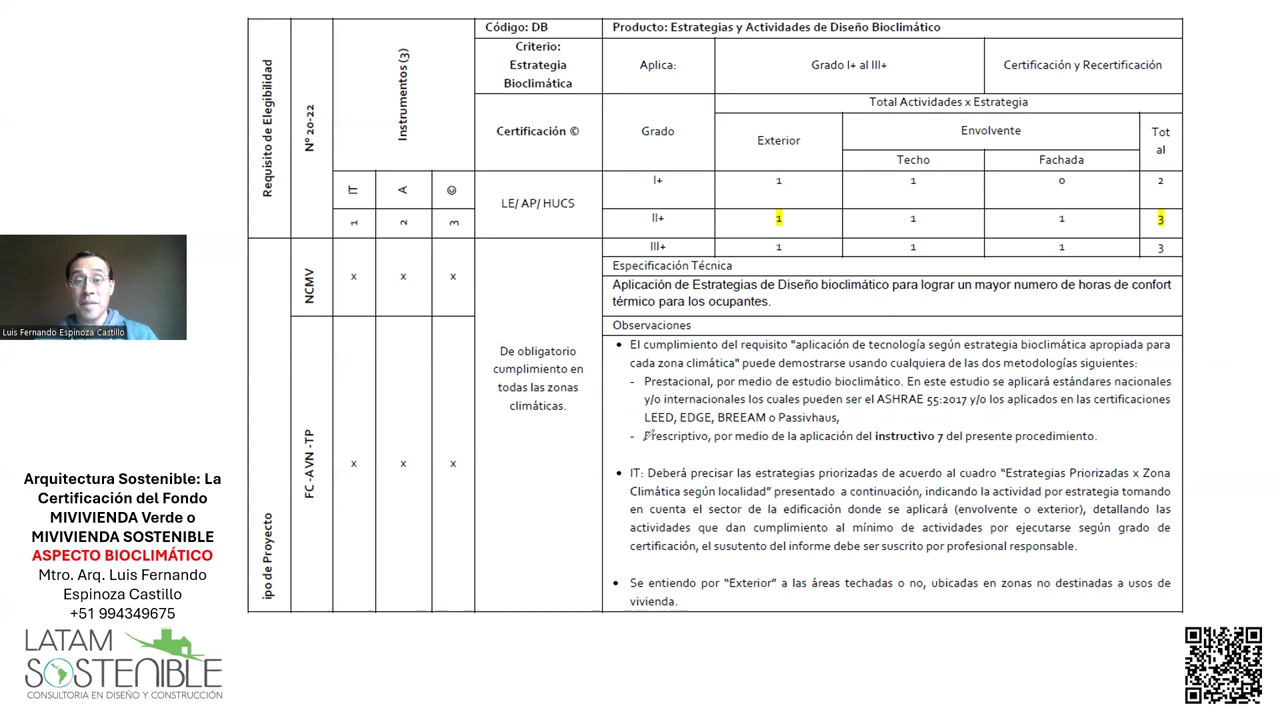 Requisito de Elegibilidad
N° 20-22
Instrumentos (3)
Código: DB
Producto: Estrategias y Actividades de Diseño Bioclimático
Criterio:
Estrategia
Bioclimática
Aplica:
Grado I+ al III+
Certificación y Recertificación
Certificación ©
Grado
Total Actividades x Estrategia
Exterior
Envolvente
Tot
al
Techo
Fachada
IT
A
©
LE/ AP/ HUCS
I+
1
1
0
2
1
2
3
II+
1
1
1
3
III+
1
1
1
3
NCMV
x
x
x
Especificación Técnica
Aplicación de Estrategias de Diseño bioclimático para lograr un mayor numero de horas de confort
térmico para los ocupantes.
Observaciones
ipo de Proyecto
FC -AVN -TP
x
x
x
De obligatorio
cumplimiento en
todas las zonas
climáticas.
• El cumplimiento del requisito "aplicación de tecnología según estrategia bioclimática apropiada para
cada zona climática" puede demostrarse usando cualquiera de las dos metodologías siguientes:
- Prestacional, por medio de estudio bioclimático. En este estudio se aplicará estándares nacionales
y/o internacionales los cuales pueden ser el ASHRAE 55:2017 y/o los aplicados en las certificaciones
LEED, EDGE, BREEAM o Passivhaus,
- Prescriptivo, por medio de la aplicación del instructivo 7 del presente procedimiento.
• IT: Deberá precisar las estrategias priorizadas de acuerdo al cuadro “Estrategias Priorizadas x Zona
Climática según localidad” presentado a continuación, indicando la actividad por estrategia tomando
en cuenta el sector de la edificación donde se aplicará (envolvente o exterior), detallando las
actividades que dan cumplimiento al mínimo de actividades por ejecutarse según grado de
certificación, el susutento del informe debe ser suscrito por profesional responsable.
• Se entiendo por “Exterior” a las áreas techadas o no, ubicadas en zonas no destinadas a usos de
vivienda.
Luis Fernando Espinoza Castillo
Arquitectura Sostenible: La
Certificación del Fondo
MIVIVIENDA Verde o
MIVIVIENDA SOSTENIBLE
ASPECTO BIOCLIMÁTICO
Mtro. Arq. Luis Fernando
Espinoza Castillo
+51 994349675
LATAM
SOSTENIBLE
CONSULTORIA EN DISEÑO Y CONSTRUCCIÓN